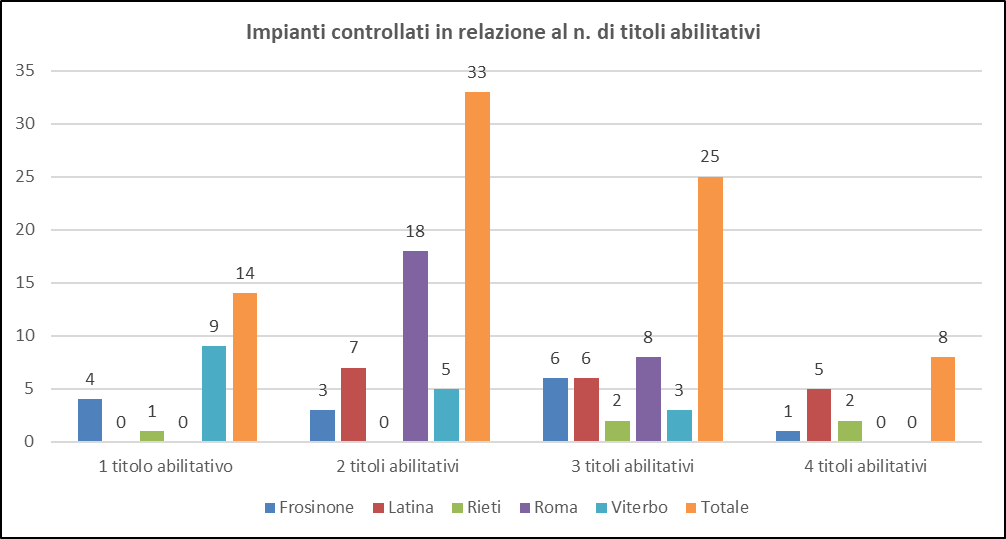 Impianti controllati in relazione al n. di titoli abilitativi
35
30
25
20
15
10
5
0
4
0
1
0
9
14
3
7
0
18
5
33
6
6
2
8
3
25
1
5
2
0
0
8
1 titolo abilitativo
2 titoli abilitativi
3 titoli abilitativi
4 titoli abilitativi
Frosinone
Latina
Rieti
Roma
Viterbo
Totale